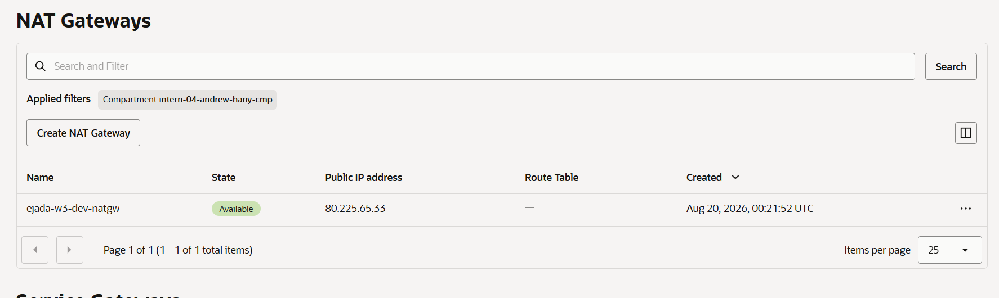 NAT Gateways
Search and Filter
Search
Applied filters
Compartment intern-04-andrew-hany-cmp
Create NAT Gateway
Name State Public IP address Route Table Created
ejada-w3-dev-natgw Available 80.225.65.33 — Aug 20, 2026, 00:21:52 UTC ...
Page 1 of 1 (1 - 1 of 1 total items) Items per page 25
Service Gateways